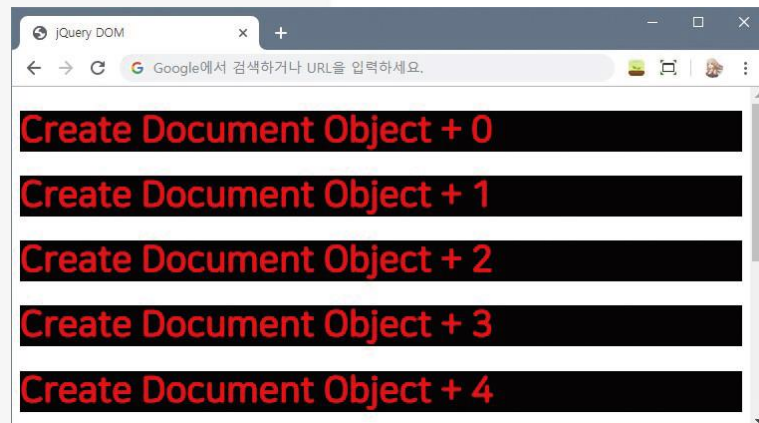 jQuery DOM
Google에서 검색하거나 URL을 입력하세요.
Create Document Object + 0
Create Document Object + 1
Create Document Object + 2
Create Document Object + 3
Create Document Object + 4